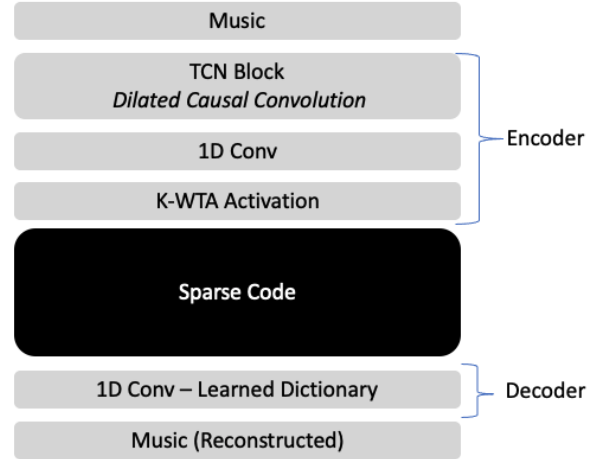 Music
TCN Block
Dilated Causal Convolution
Encoder
1D Conv
K-WTA Activation
Sparse Code
1D Conv – Learned Dictionary
Decoder
Music (Reconstructed)